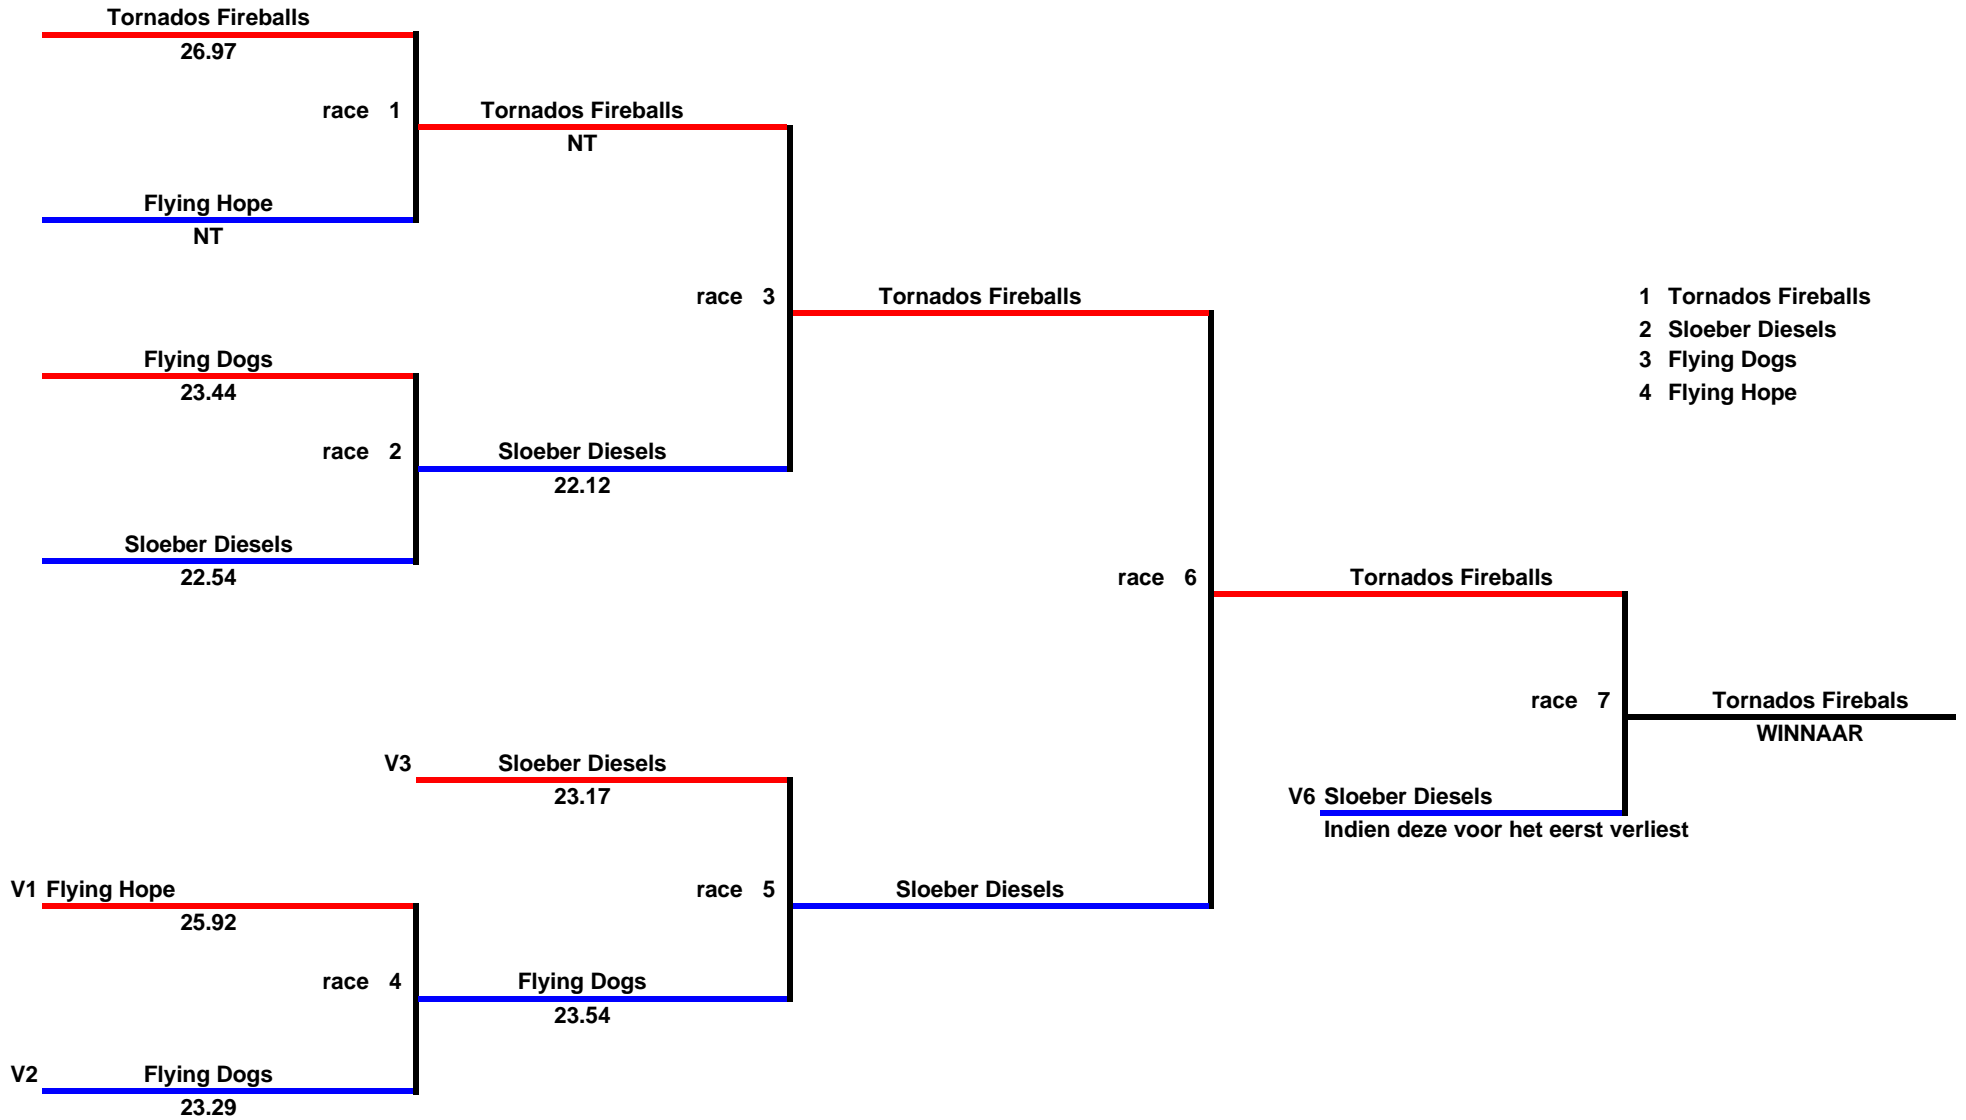 Tornados Fireballs
26.97
race 1
Tornados Fireballs
NT
Flying Hope
NT
race 3
Tornados Fireballs
1 Tornados Fireballs
2 Sloeber Diesels
3 Flying Dogs
4 Flying Hope
Flying Dogs
23.44
race 2
Sloeber Diesels
22.12
Sloeber Diesels
22.54
race 6
Tornados Fireballs
race 7
Tornados Firebals
WINNAAR
V3 Sloeber Diesels
23.17
V6 Sloeber Diesels
Indien deze voor het eerst verliest
V1 Flying Hope
25.92
race 5
Sloeber Diesels
race 4
Flying Dogs
23.54
V2 Flying Dogs
23.29